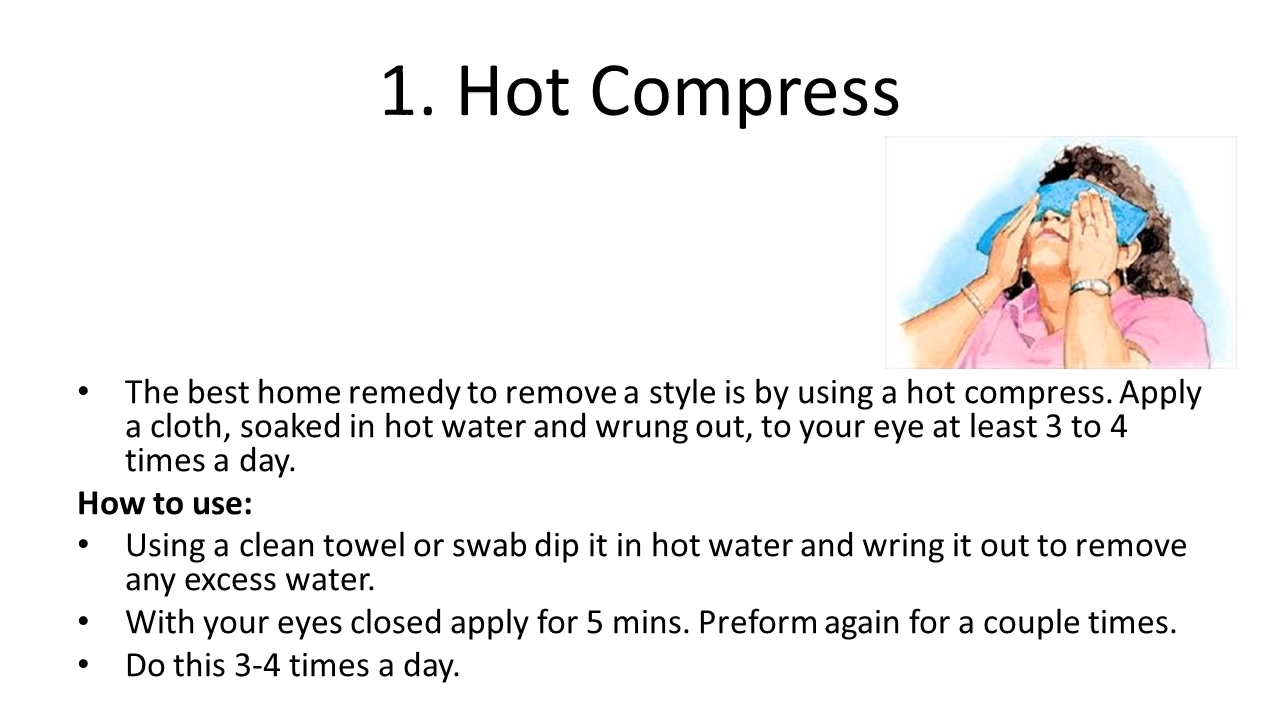 1. Hot Compress
• The best home remedy to remove a style is by using a hot compress. Apply
a cloth, soaked in hot water and wrung out, to your eye at least 3 to 4
times a day.
How to use:
• Using a clean towel or swab dip it in hot water and wring it out to remove
any excess water.
• With your eyes closed apply for 5 mins. Preform again for a couple times.
• Do this 3-4 times a day.